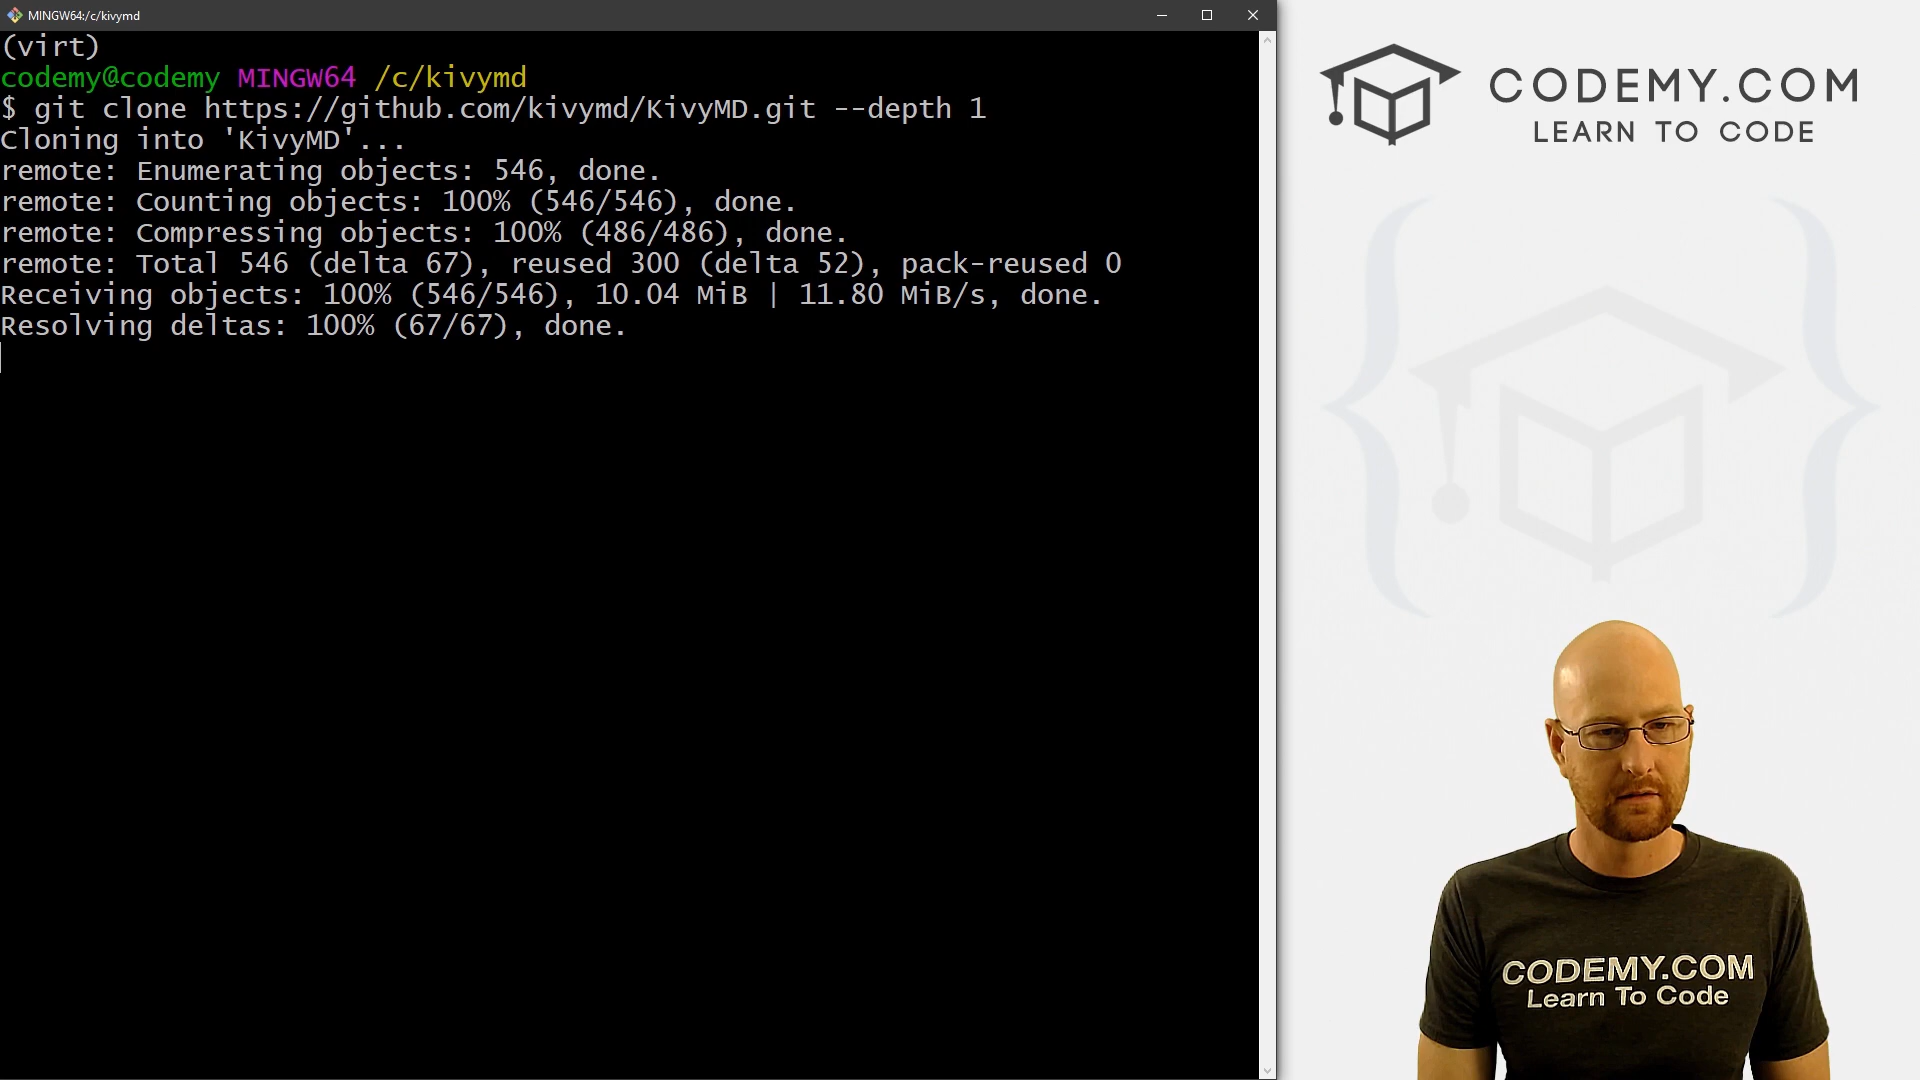 MINGW64:/c/kivymd
(virt)
codemy@codemy MINGW64 /c/kivymd
$ git clone https://github.com/kivymd/KivyMD.git --depth 1
Cloning into 'KivyMD'...
remote: Enumerating objects: 546, done.
remote: Counting objects: 100% (546/546), done.
remote: Compressing objects: 100% (486/486), done.
remote: Total 546 (delta 67), reused 300 (delta 52), pack-reused 0
Receiving objects: 100% (546/546), 10.04 MiB | 11.80 MiB/s, done.
Resolving deltas: 100% (67/67), done.
CODEMY.COM
LEARN TO CODE
CODEMY.COM
Learn To Code